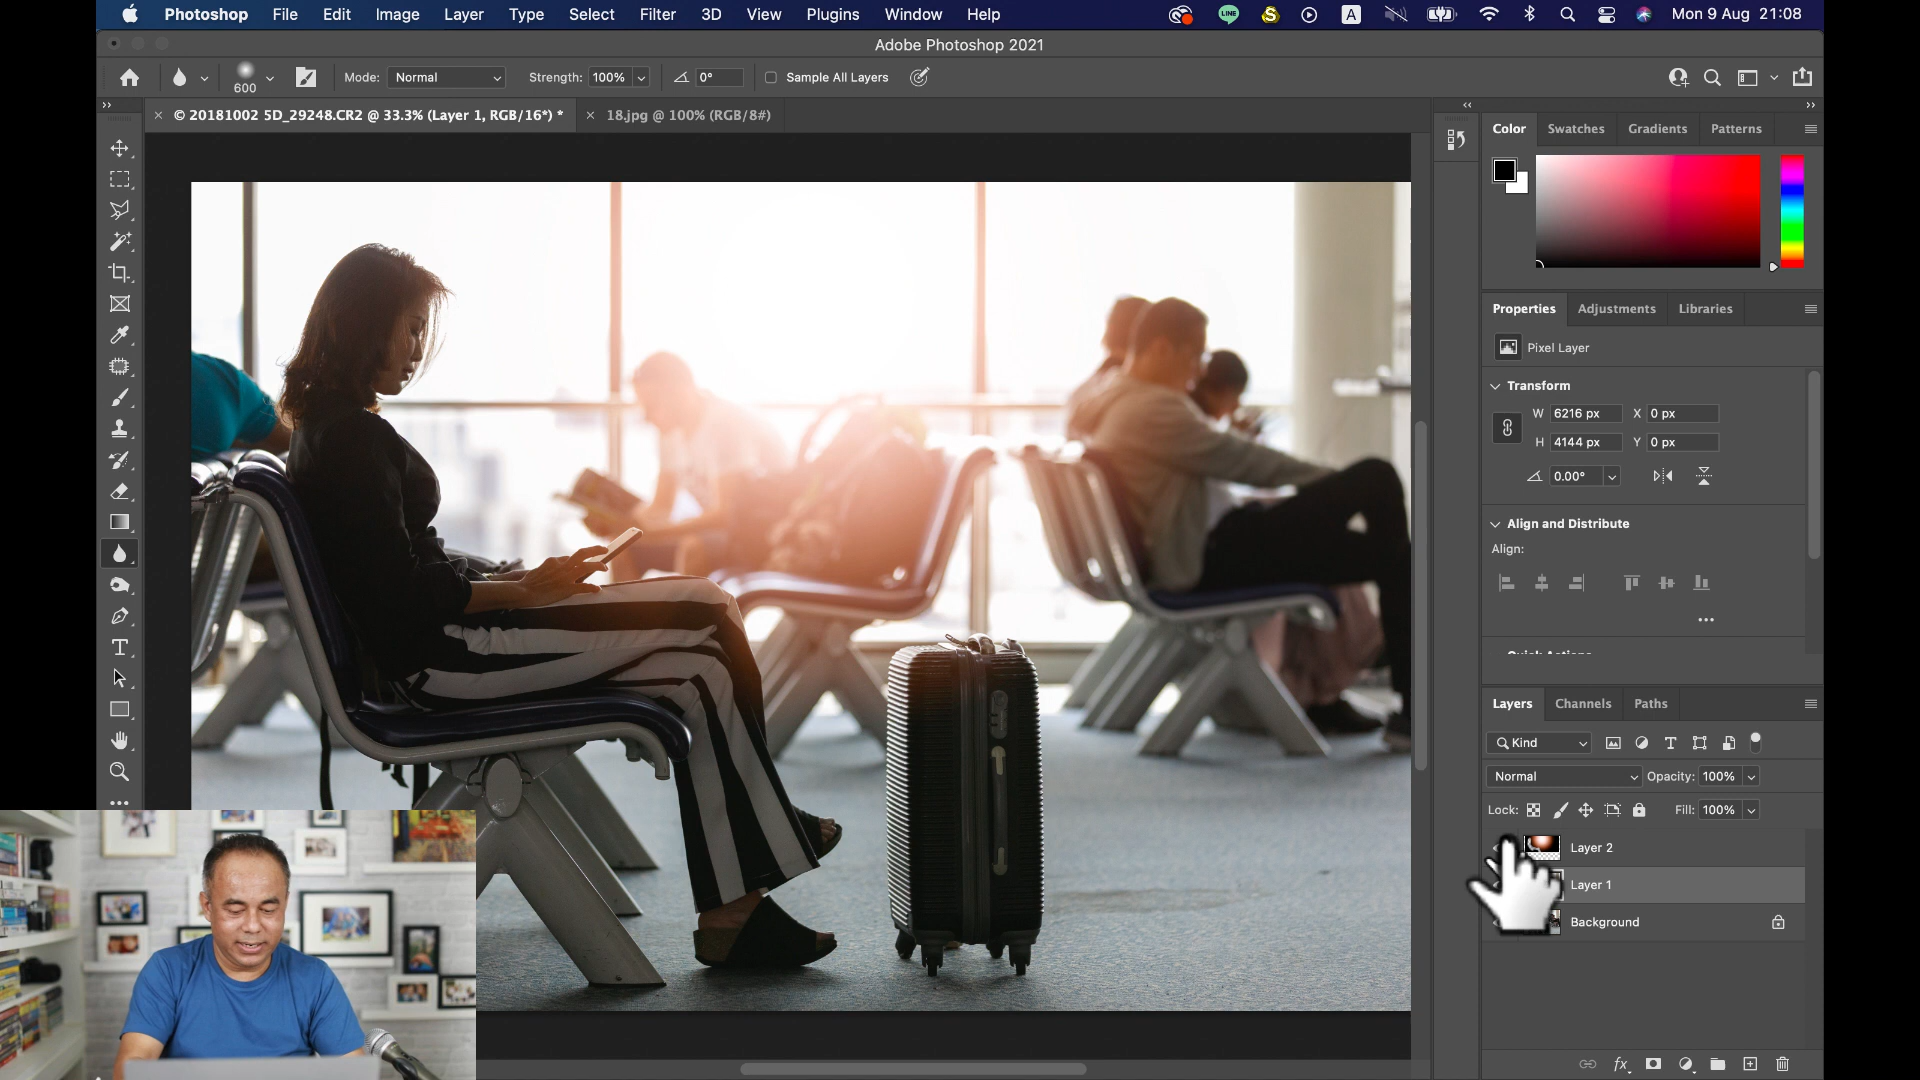 Photoshop File Edit Image Layer Type Select Filter 3D View Plugins Window Help LINE S A Mon 9 Aug 21:08
Adobe Photoshop 2021
600 Mode: Normal Strength: 100% 0° Sample All Layers
× © 20181002 5D_29248.CR2 @ 33.3% (Layer 1, RGB/16*) * × 18.jpg @ 100% (RGB/8#)
Color Swatches Gradients Patterns
Properties Adjustments Libraries
Pixel Layer
Transform
W 6216 px X 0 px
H 4144 px Y 0 px
0.00°
Align and Distribute
Align:
Quick Actions
Layers Channels Paths
Kind
Normal Opacity: 100%
Lock: Fill: 100%
Layer 2
Layer 1
Background
fx